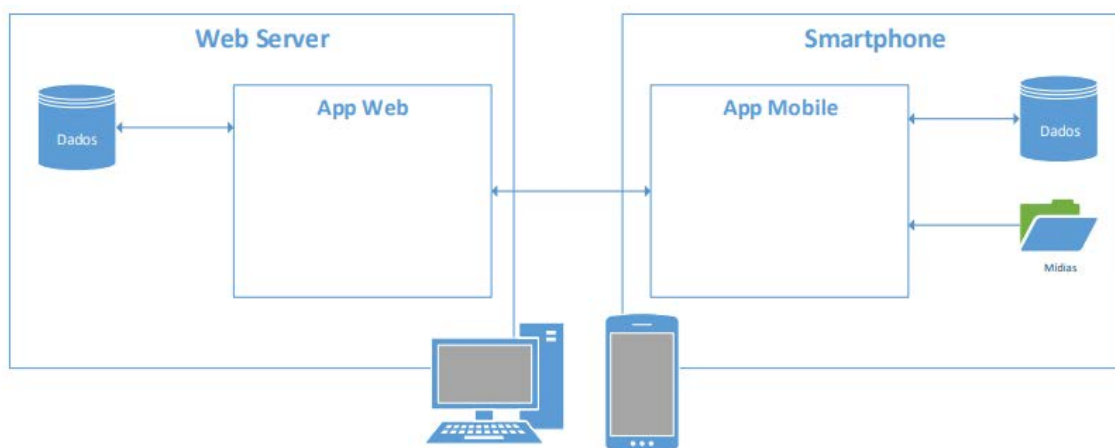 Web Server
Smartphone
App Web
App Mobile
Dados
Dados
Mídias